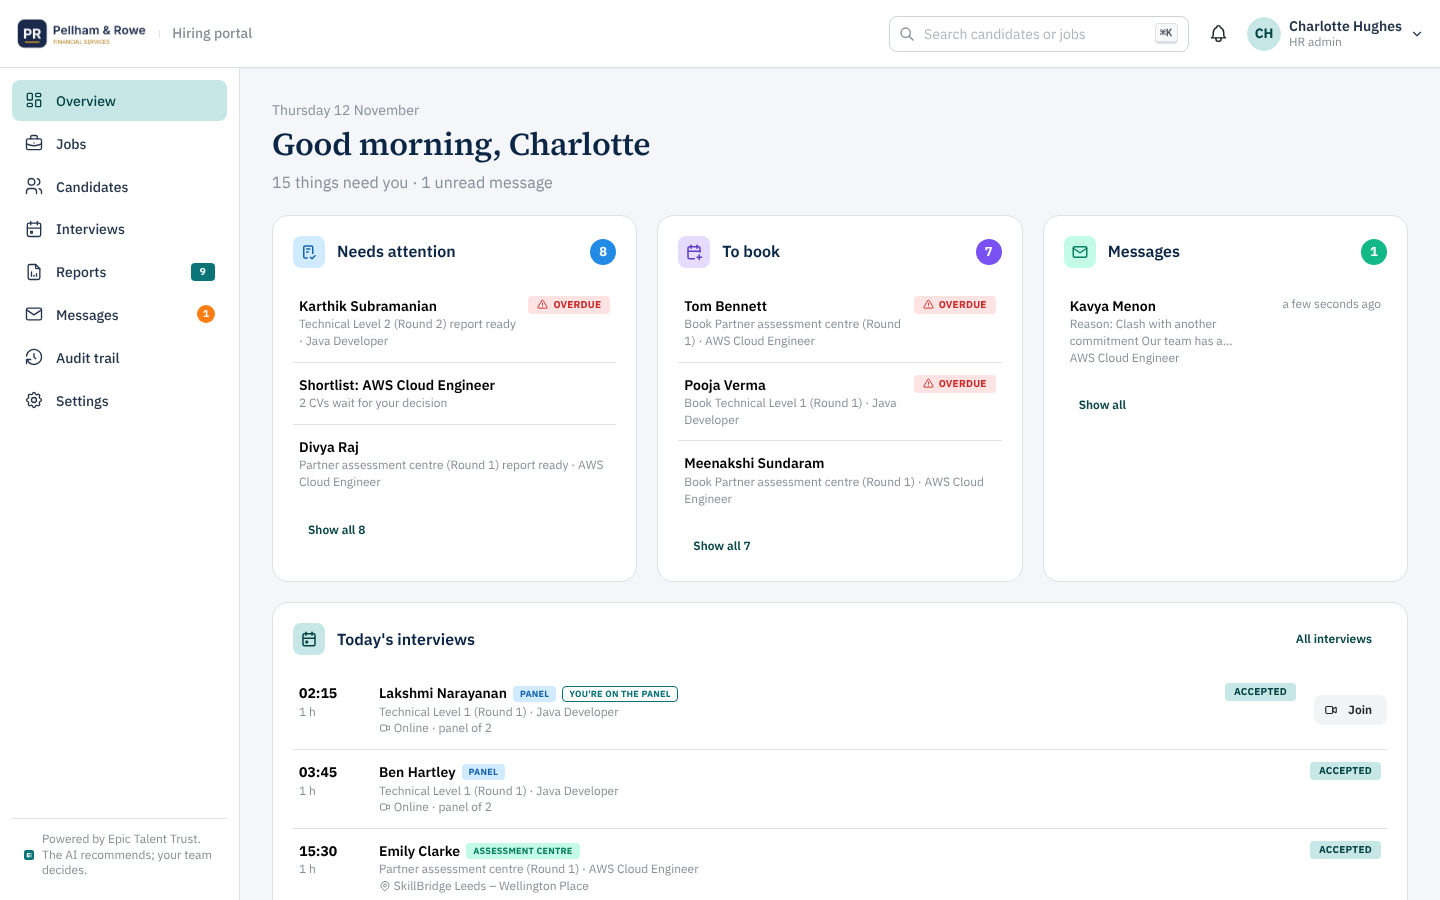 PR
Pellham & Rowe
FINANCIAL SERVICES
Hiring portal
Search candidates or jobs
⌘K
CH
Charlotte Hughes
HR admin
Overview
Jobs
Candidates
Interviews
Reports
9
Messages
1
Audit trail
Settings
Powered by Epic Talent Trust.
The AI recommends; your team
decides.
Thursday 12 November
Good morning, Charlotte
15 things need you · 1 unread message
Needs attention
8
Karthik Subramanian
OVERDUE
Technical Level 2 (Round 2) report ready
· Java Developer
Shortlist: AWS Cloud Engineer
2 CVs wait for your decision
Divya Raj
Partner assessment centre (Round 1) report ready · AWS
Cloud Engineer
Show all 8
To book
7
Tom Bennett
OVERDUE
Book Partner assessment centre (Round
1) · AWS Cloud Engineer
Pooja Verma
OVERDUE
Book Technical Level 1 (Round 1) · Java
Developer
Meenakshi Sundaram
Book Partner assessment centre (Round 1) · AWS Cloud
Engineer
Show all 7
Messages
1
Kavya Menon
a few seconds ago
Reason: Clash with another
commitment Our team has a...
AWS Cloud Engineer
Show all
Today's interviews
All interviews
02:15
1 h
Lakshmi Narayanan
PANEL
YOU'RE ON THE PANEL
Technical Level 1 (Round 1) · Java Developer
Online · panel of 2
ACCEPTED
Join
03:45
1 h
Ben Hartley
PANEL
Technical Level 1 (Round 1) · Java Developer
Online · panel of 2
ACCEPTED
15:30
1 h
Emily Clarke
ASSESSMENT CENTRE
Partner assessment centre (Round 1) · AWS Cloud Engineer
SkillBridge Leeds – Wellington Place
ACCEPTED